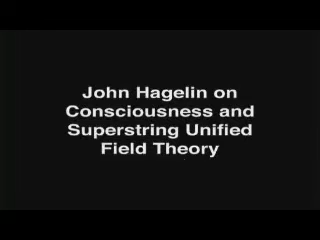 John Hagelin on
Consciousness and
Superstring Unified
Field Theory